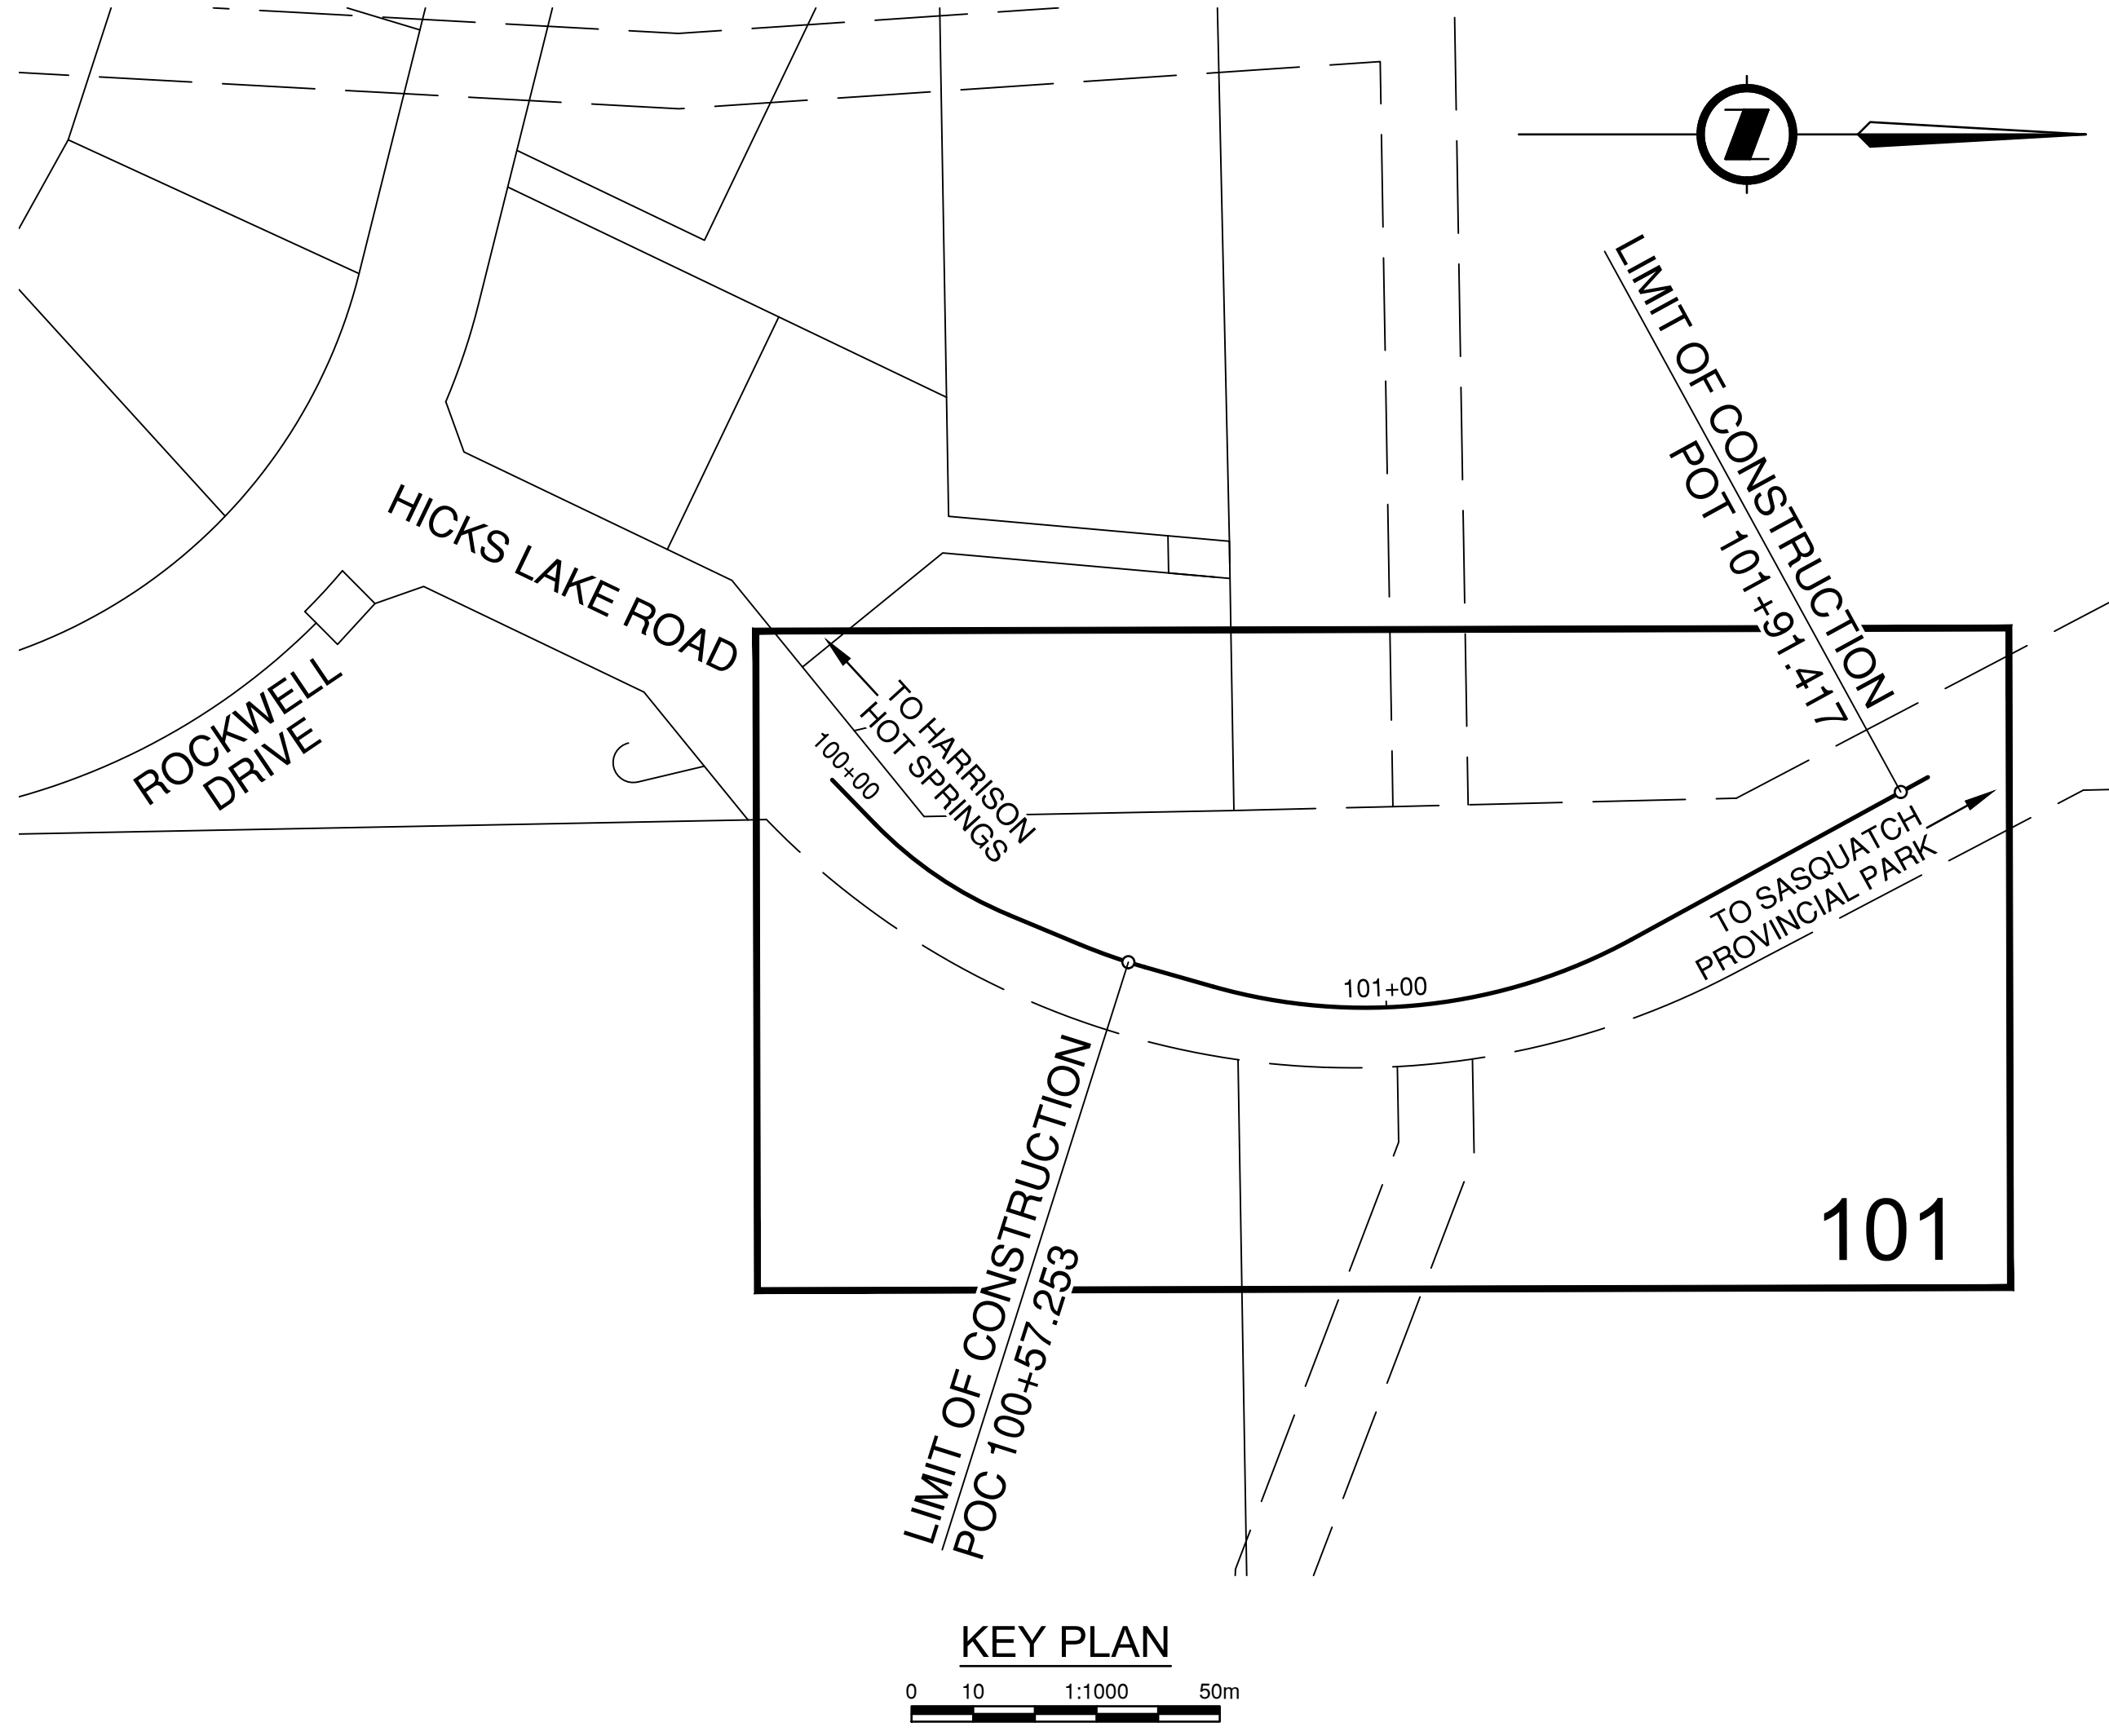 LIMIT OF CONSTRUCTION
POT 101+91.417
HICKS LAKE ROAD
ROCKWELL
DRIVE
TO HARRISON
HOT SPRINGS
100+00
TO SASQUATCH
PROVINCIAL PARK
101+00
LIMIT OF CONSTRUCTION
POC 100+57.253
101
KEY PLAN
0 10 1:1000 50m